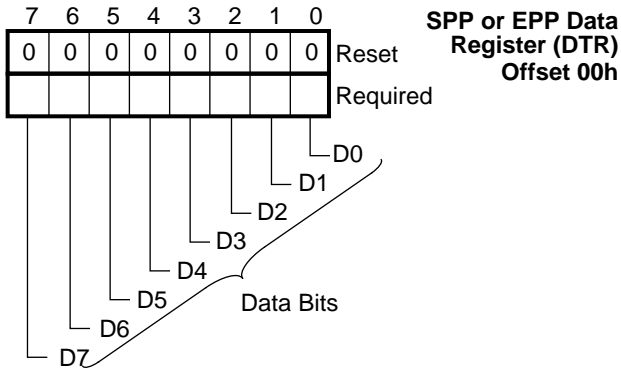 7 6 5 4 3 2 1 0
SPP or EPP Data
Register (DTR)
Offset 00h
0 0 0 0 0 0 0 0 Reset
Required
D0
D1
D2
D3
D4
D5
D6
D7
Data Bits